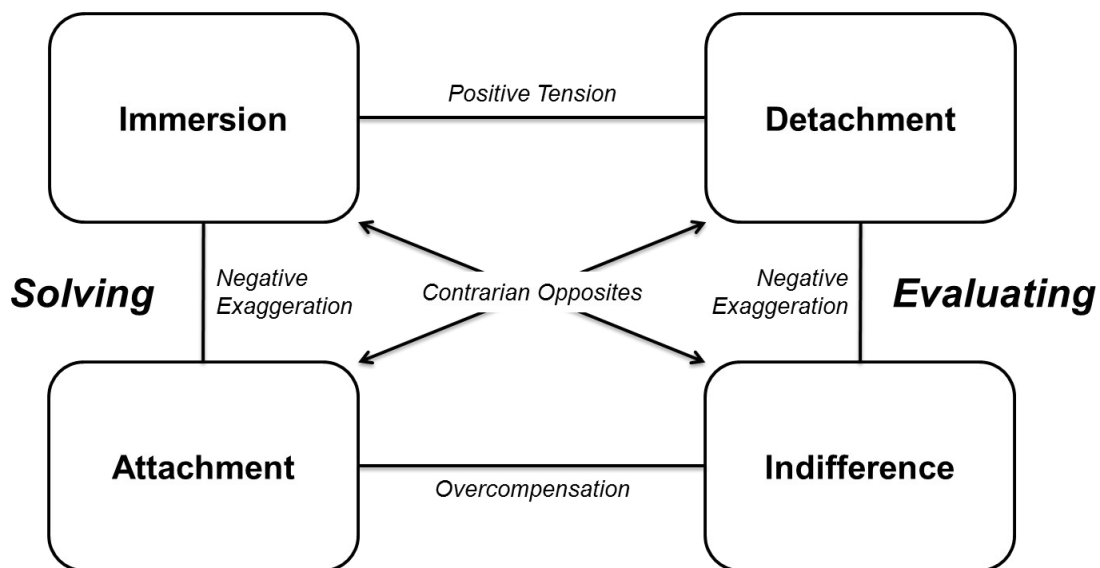 Positive Tension
Immersion
Detachment
Solving
Negative
Exaggeration
Contrarian Opposites
Negative
Exaggeration
Evaluating
Attachment
Indifference
Overcompensation